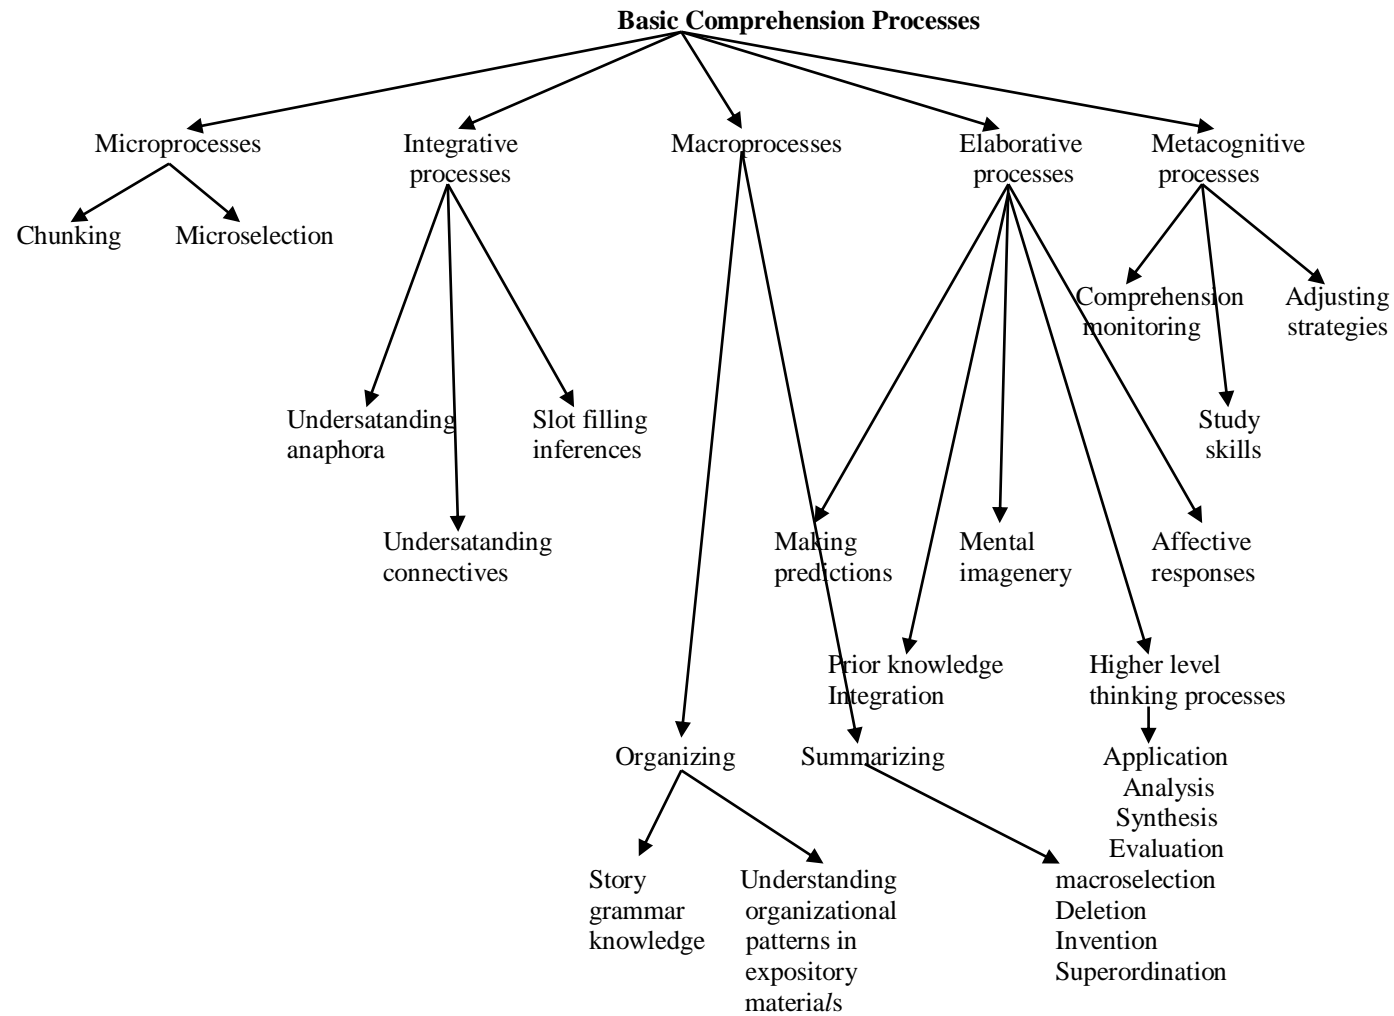 Basic Comprehension Processes
Microprocesses
Integrative
processes
Macroprocesses
Elaborative
processes
Metacognitive
processes
Chunking
Microselection
Comprehension
monitoring
Adjusting
strategies
Undersatanding
anaphora
Slot filling
inferences
Study
skills
Undersatanding
connectives
Making
predictions
Mental
imagenery
Affective
responses
Prior knowledge
Integration
Higher level
thinking processes
Organizing
Summarizing
Application
Analysis
Synthesis
Evaluation
Story
grammar
knowledge
Understanding
organizational
patterns in
expository
materials
macroselection
Deletion
Invention
Superordination